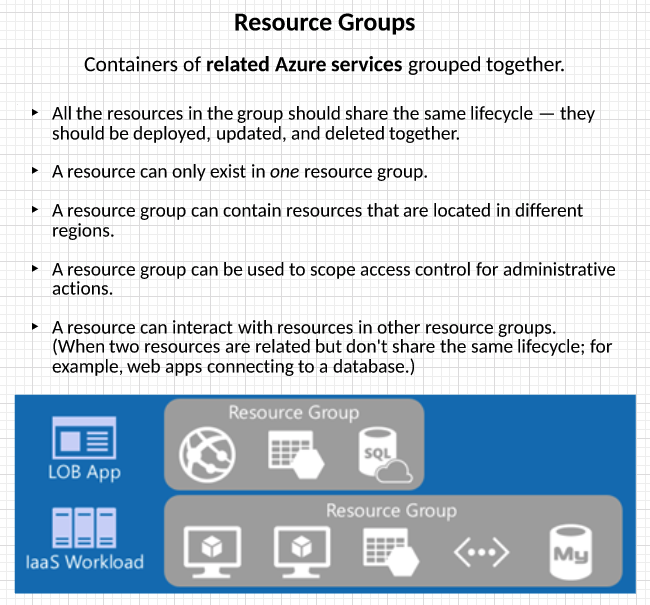 Resource Groups
Containers of related Azure services grouped together.
‣ All the resources in the group should share the same lifecycle — they
should be deployed, updated, and deleted together.
‣ A resource can only exist in one resource group.
‣ A resource group can contain resources that are located in different
regions.
‣ A resource group can be used to scope access control for administrative
actions.
‣ A resource can interact with resources in other resource groups.
(When two resources are related but don't share the same lifecycle; for
example, web apps connecting to a database.)
Resource Group
SQL
LOB App
Resource Group
My
IaaS Workload